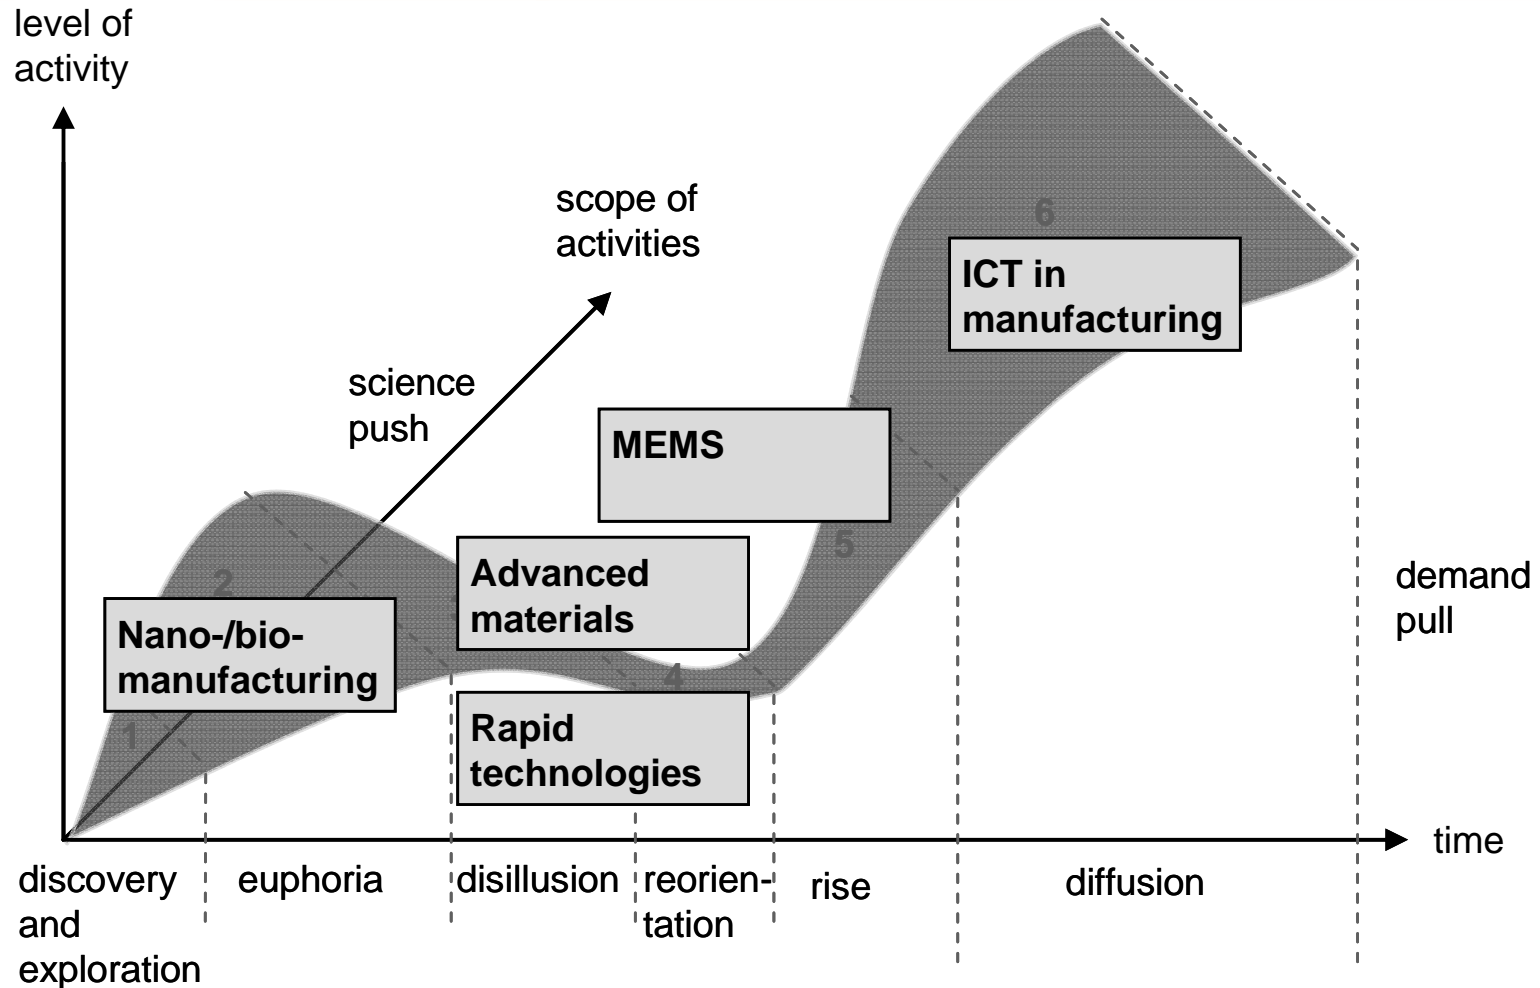 level of
activity
scope of
activities
6
ICT in
manufacturing
science
push
MEMS
5
demand
pull
2
Advanced
materials
Nano-/bio-
manufacturing
4
1
Rapid
technologies
time
discovery
and
exploration
euphoria
disillusion
reorien-
tation
rise
diffusion